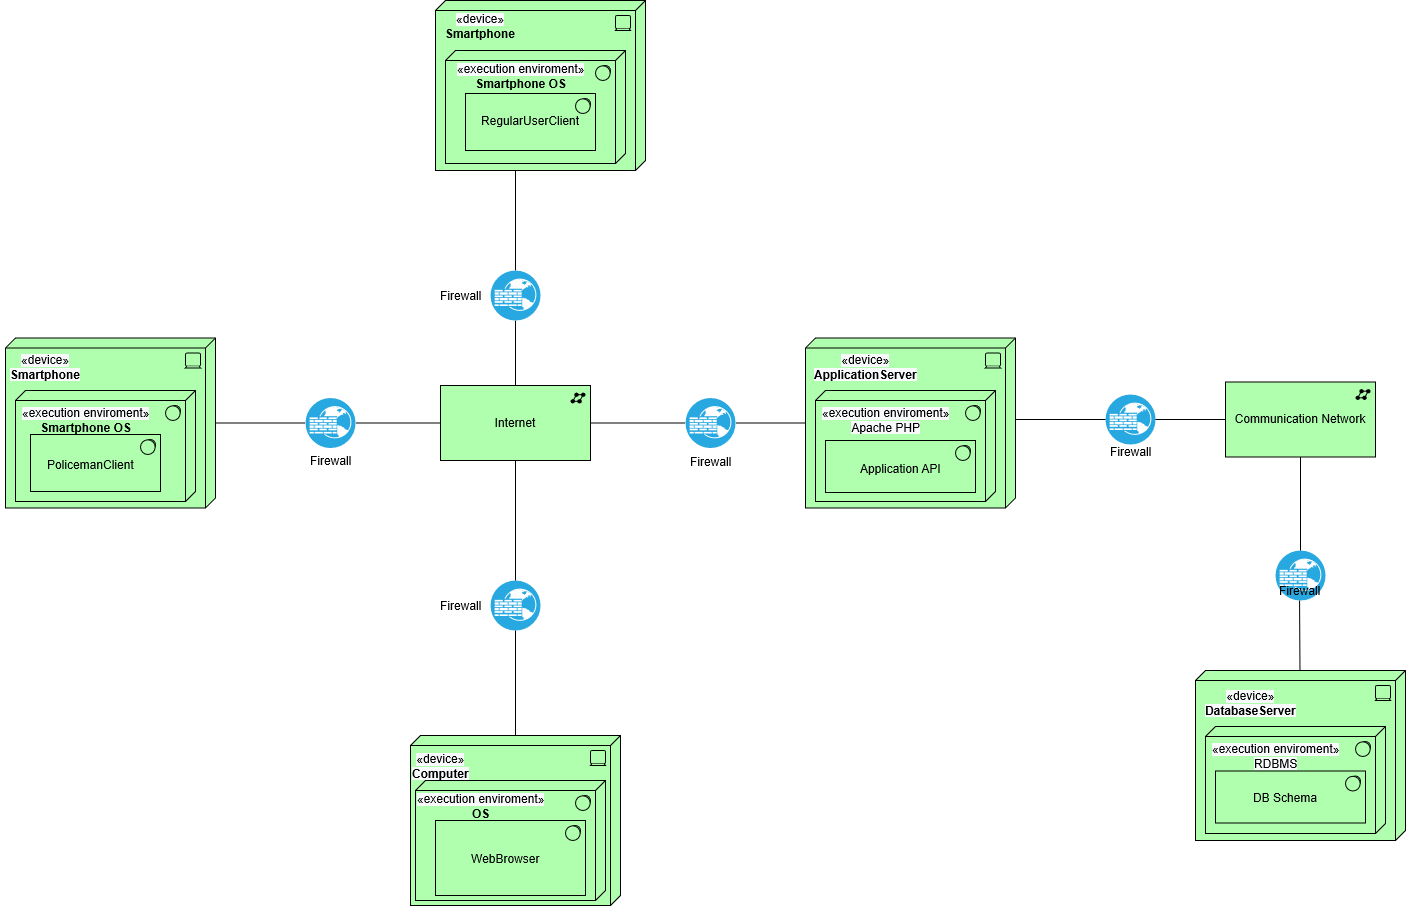 «device»
Smartphone
«execution enviroment»
Smartphone OS
RegularUserClient
Firewall
«device»
Smartphone
«execution enviroment»
Smartphone OS
PolicemanClient
Firewall
Internet
Firewall
«device»
ApplicationServer
«execution enviroment»
Apache PHP
Application API
Firewall
Communication Network
Firewall
Firewall
«device»
Computer
«execution enviroment»
OS
WebBrowser
«device»
DatabaseServer
«execution enviroment»
RDBMS
DB Schema